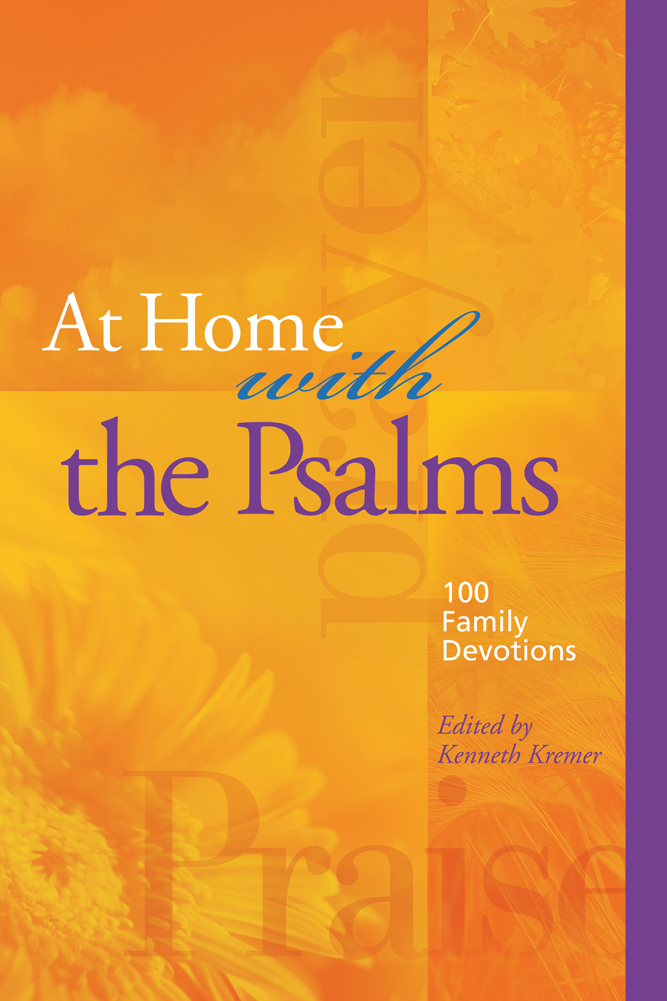 prayer
At Home
with
the Psalms
100
Family
Devotions
Edited by
Kenneth Kremer
Praise